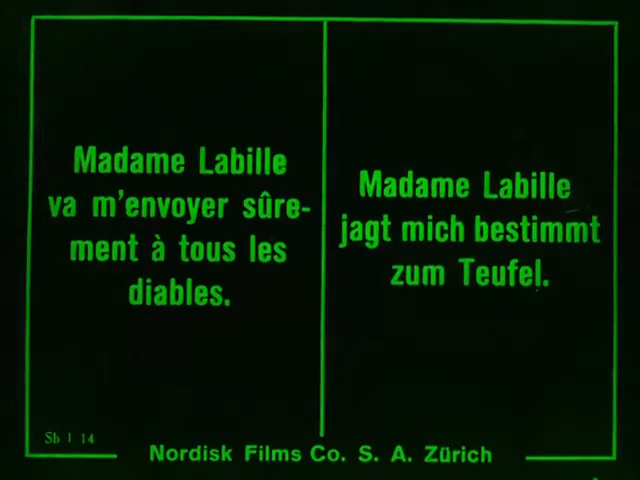 Madame Labille
va m'envoyer sûre-
ment à tous les
diables.
Madame Labille
jagt mich bestimmt
zum Teufel.
Sb I 14
Nordisk Films Co. S. A. Zürich